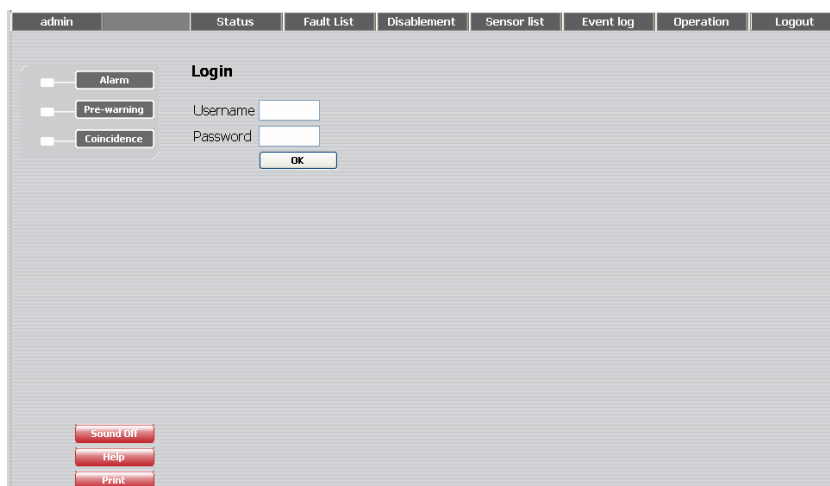 admin Status Fault List Disablement Sensor list Event log Operation Logout
Login
Alarm
Pre-warning
Coincidence
Username
Password
OK
Sound Off
Help
Print